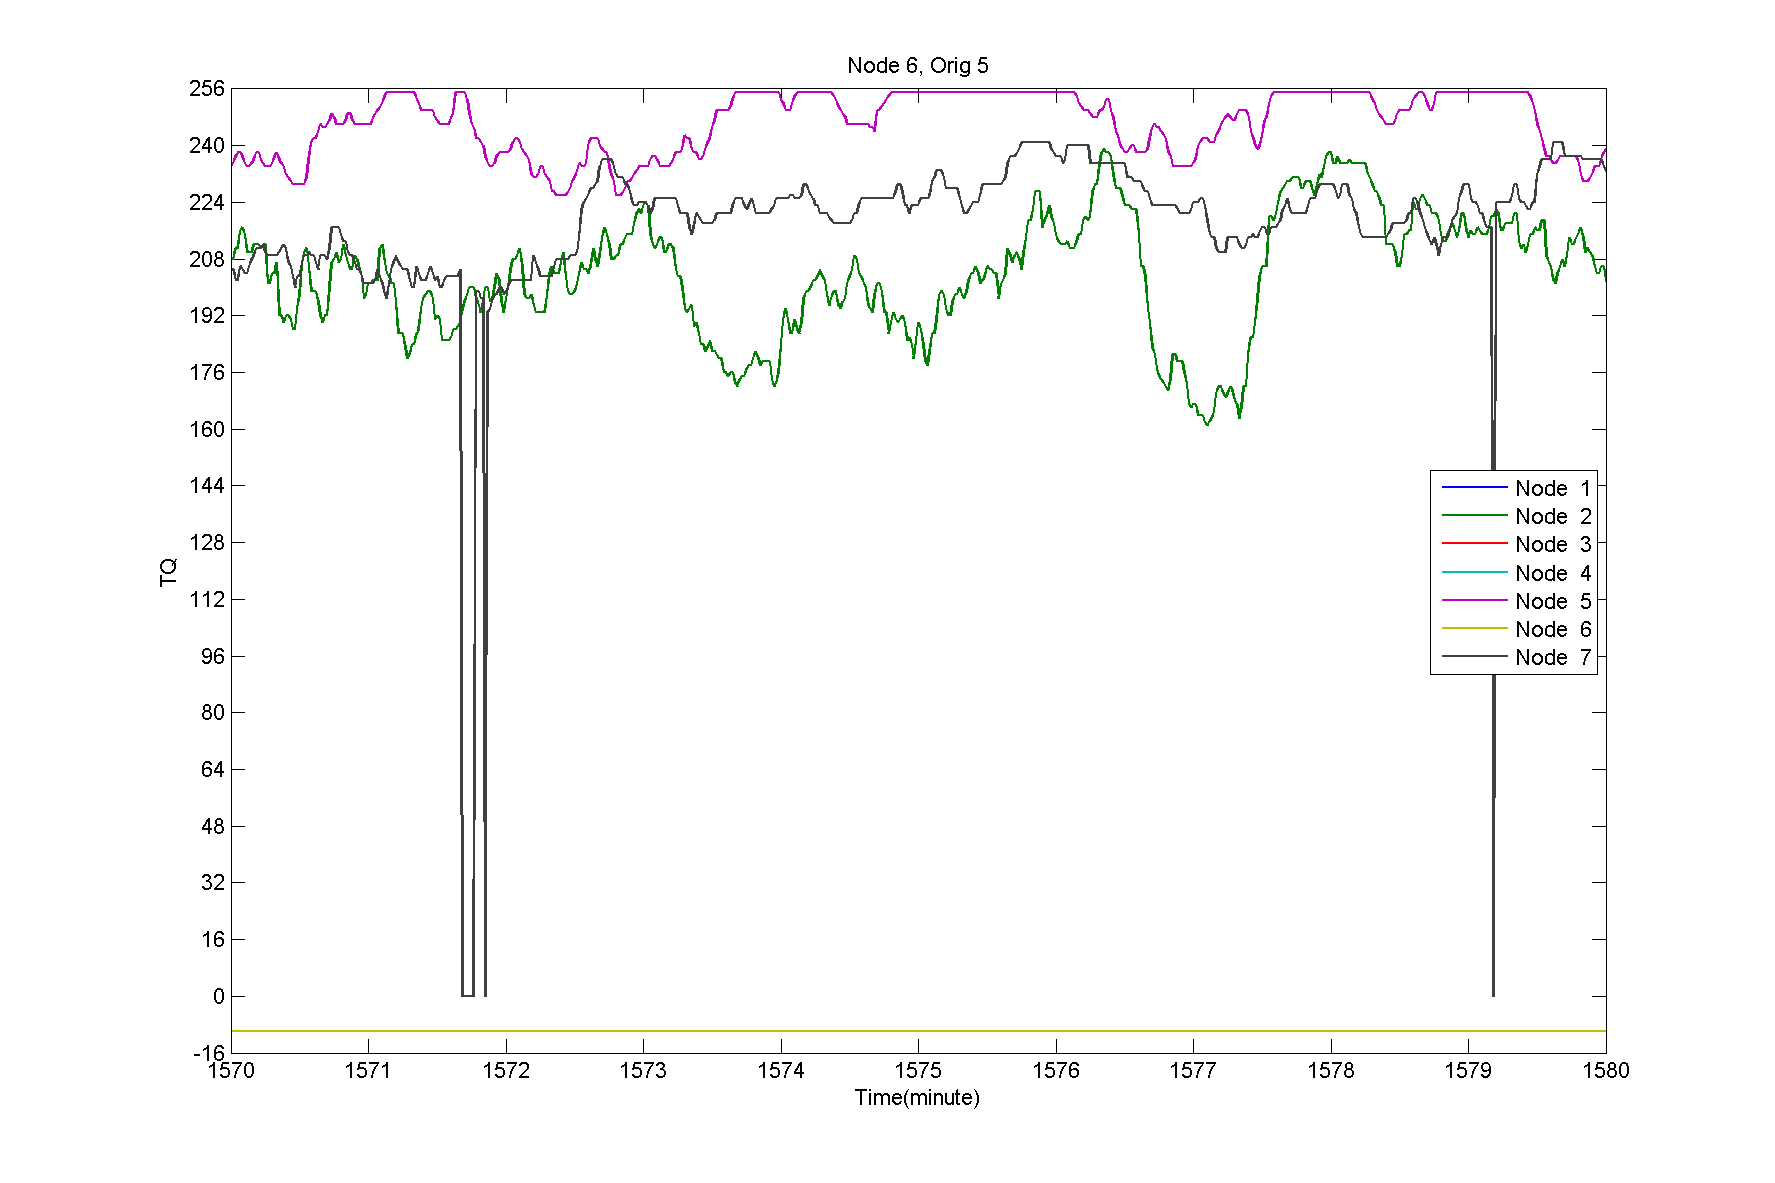 Node 6, Orig 5
256
240
224
208
192
176
160
144
128
112
96
80
64
48
32
16
0
-16
TQ
Node 1
Node 2
Node 3
Node 4
Node 5
Node 6
Node 7
1570 1571 1572 1573 1574 1575 1576 1577 1578 1579 1580
Time(minute)